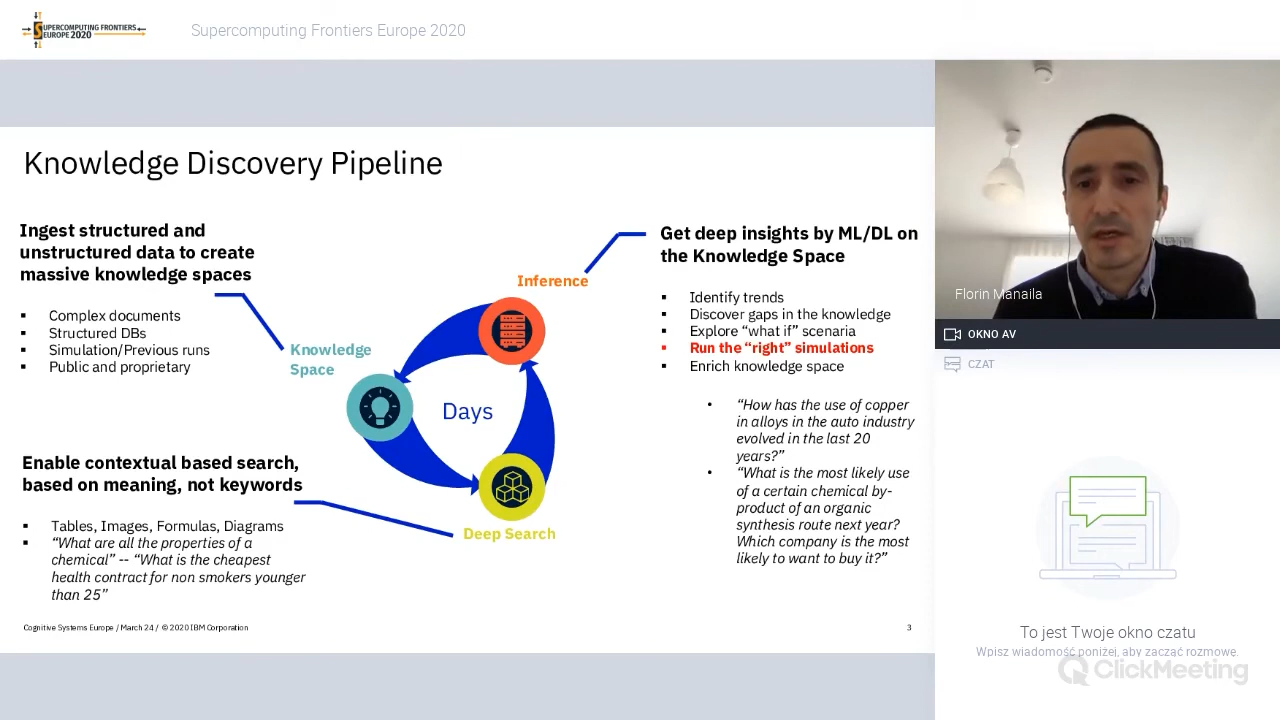 SUPERCOMPUTING FRONTIERS
EUROPE 2020
Supercomputing Frontiers Europe 2020
Knowledge Discovery Pipeline
Ingest structured and
unstructured data to create
massive knowledge spaces
Complex documents
Structured DBs
Simulation/Previous runs
Public and proprietary
Enable contextual based search,
based on meaning, not keywords
Tables, Images, Formulas, Diagrams
“What are all the properties of a
chemical” -- “What is the cheapest
health contract for non smokers younger
than 25”
Knowledge
Space
Days
Inference
Deep Search
Get deep insights by ML/DL on
the Knowledge Space
Identify trends
Discover gaps in the knowledge
Explore “what if” scenaria
Run the “right” simulations
Enrich knowledge space
“How has the use of copper
in alloys in the auto industry
evolved in the last 20
years?”
“What is the most likely use
of a certain chemical by-
product of an organic
synthesis route next year?
Which company is the most
likely to want to buy it?”
Cognitive Systems Europe / March 24 / © 2020 IBM Corporation
3
Florin Manaila
OKNO AV
CZAT
To jest Twoje okno czatu
Wpisz wiadomość poniżej, aby zacząć rozmowę.
ClickMeeting